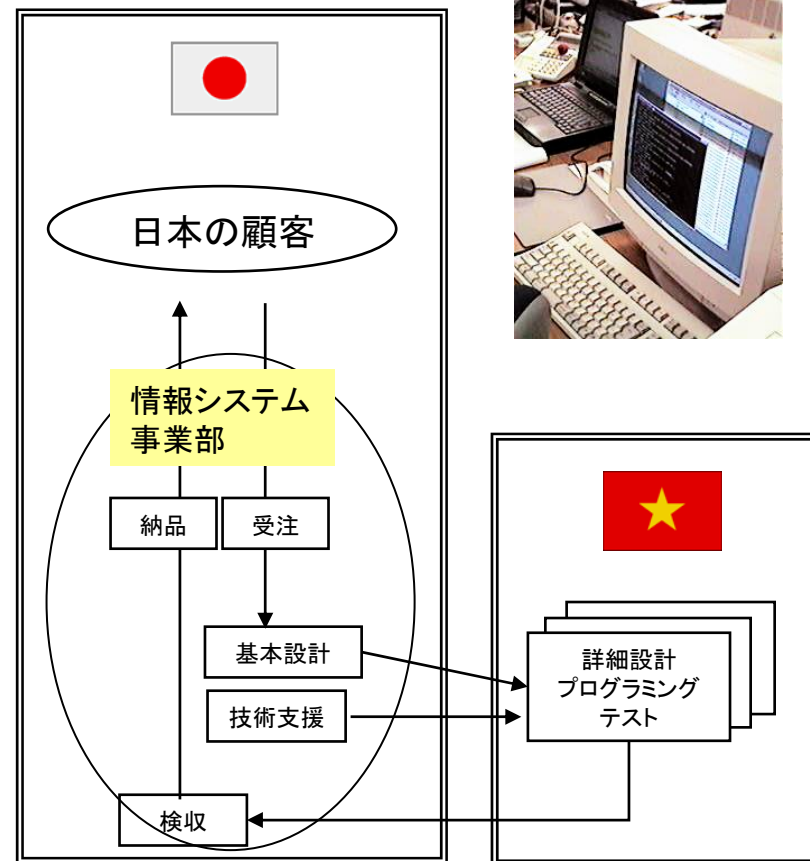 日本の顧客
情報システム
事業部
納品
受注
基本設計
技術支援
検収
詳細設計
プログラミング
テスト